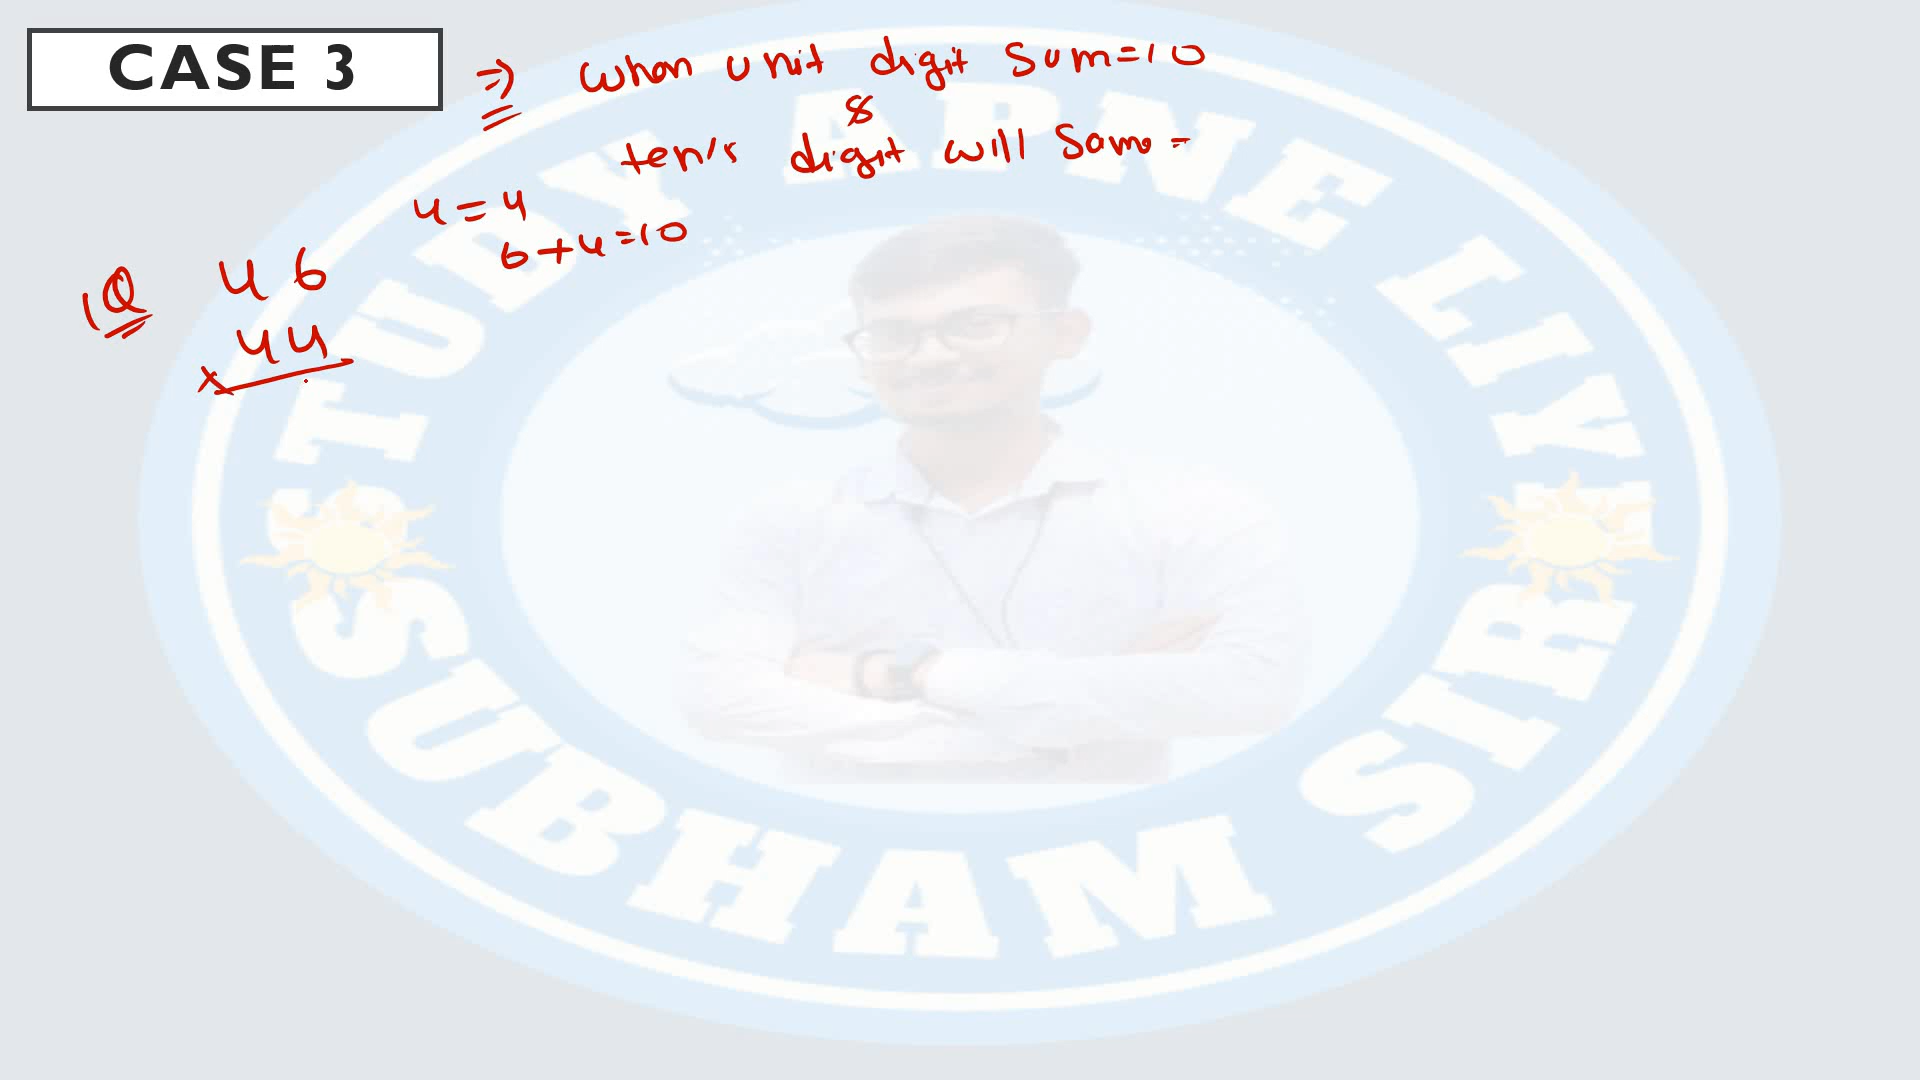 CASE 3
⇒ When unit digit sum=10
&
ten's digit will same =
4=4
6+4=10
1Q 46
× 44
STUDY APNE LIYE
SUBHAM SIR